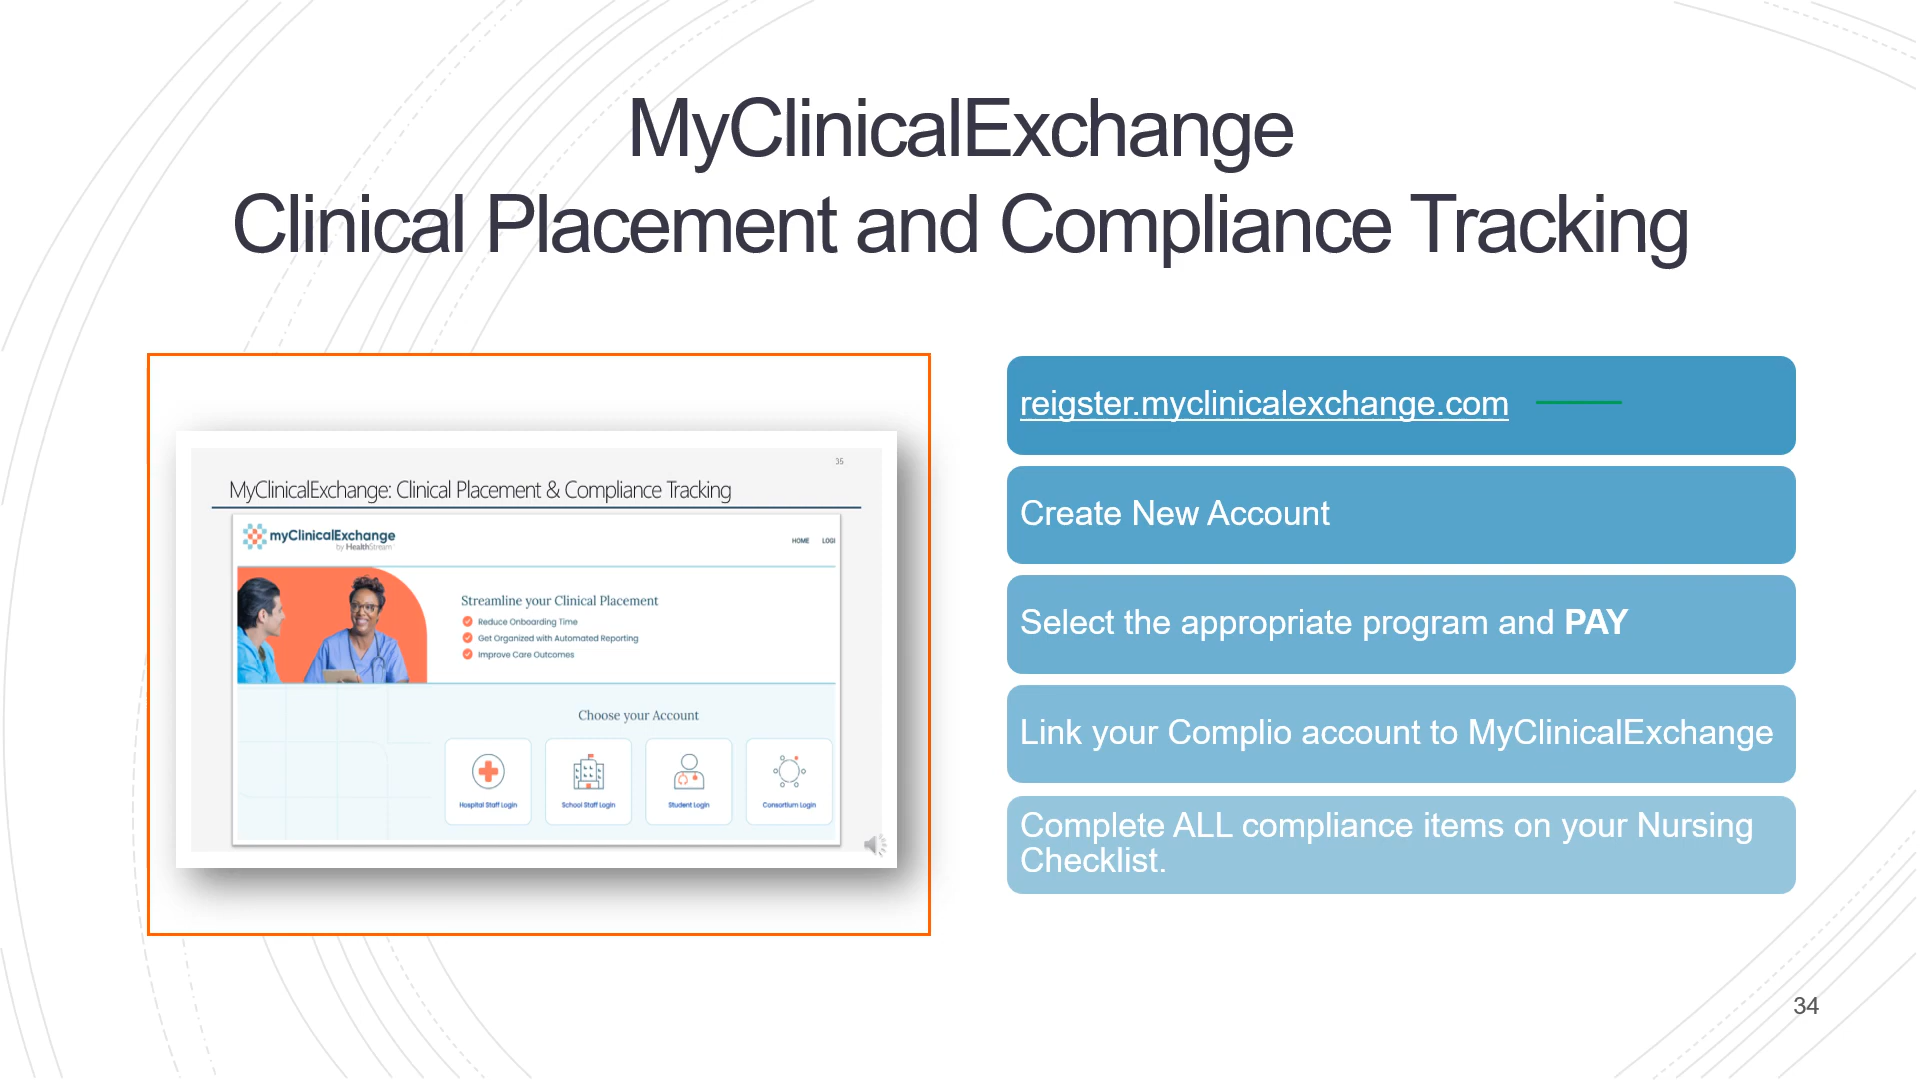 MyClinicalExchange
Clinical Placement and Compliance Tracking
35
MyClinicalExchange: Clinical Placement & Compliance Tracking
myClinicalExchange
by HealthStream
HOME LOGI
Streamline your Clinical Placement
Reduce Onboarding Time
Get Organized with Automated Reporting
Improve Care Outcomes
Choose your Account
Hospital Staff Login
School Staff Login
Student Login
Consortium Login
reigster.myclinicalexchange.com
Create New Account
Select the appropriate program and PAY
Link your Complio account to MyClinicalExchange
Complete ALL compliance items on your Nursing
Checklist.
34